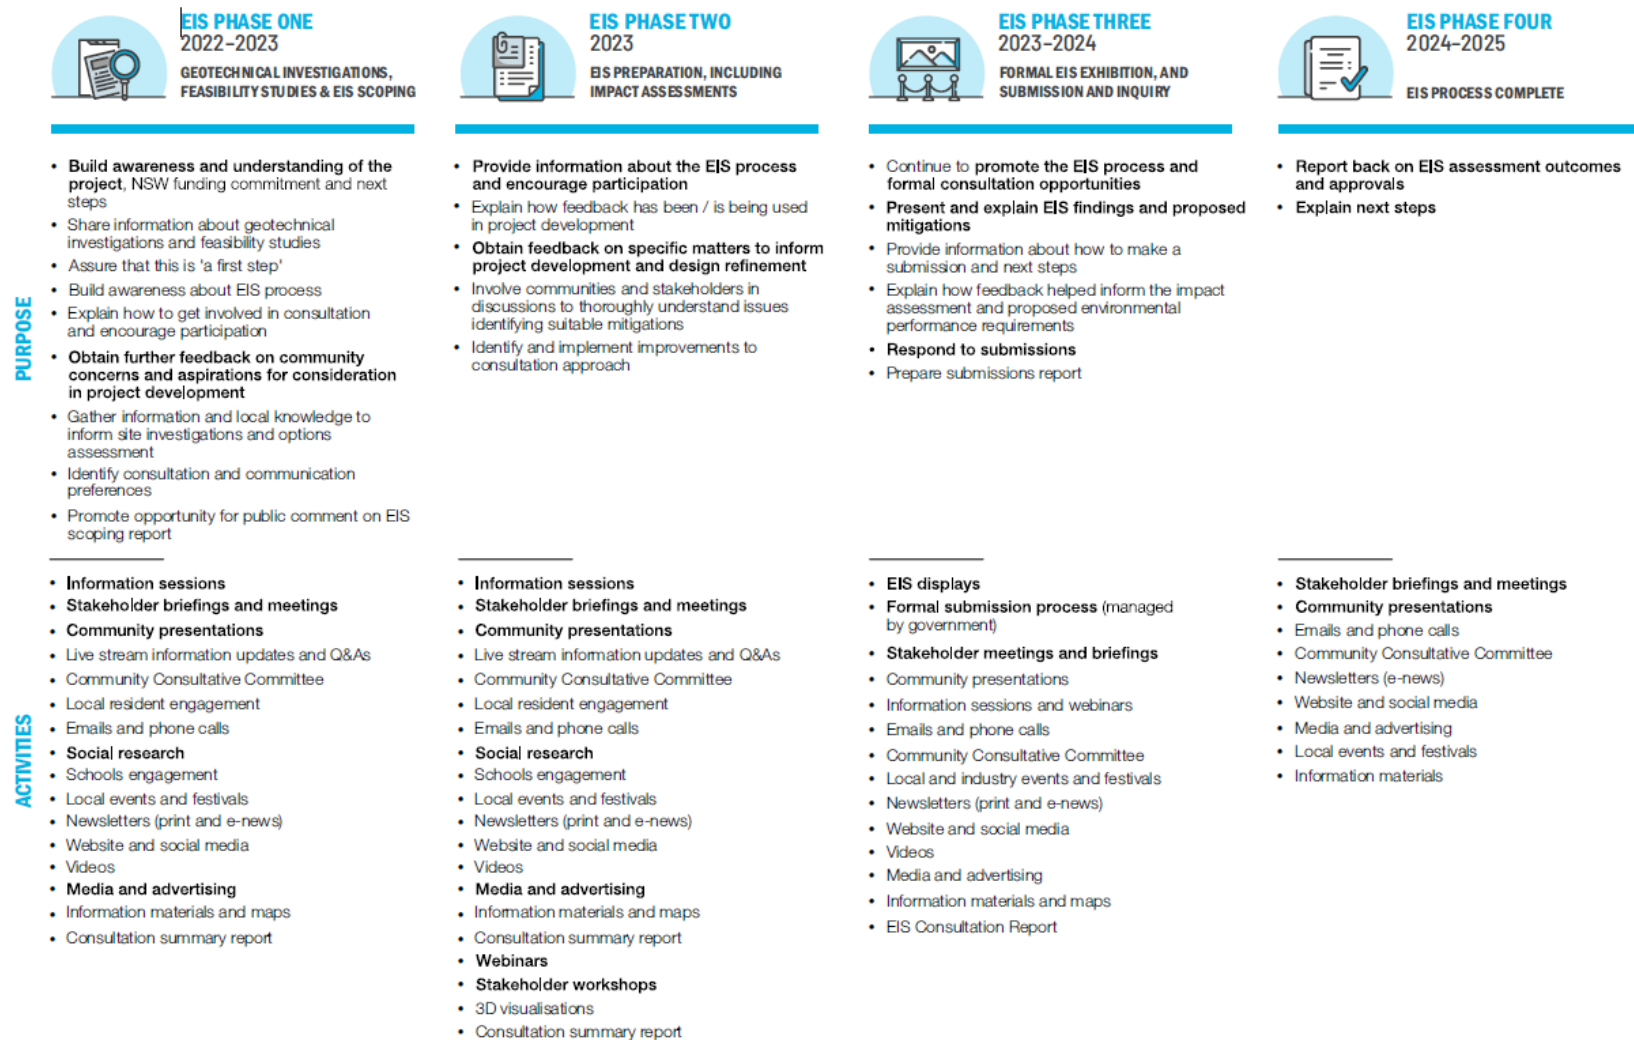 EIS PHASE ONE
2022–2023
GEOTECHNICAL INVESTIGATIONS,
FEASIBILITY STUDIES & EIS SCOPING
EIS PHASE TWO
2023
EIS PREPARATION, INCLUDING
IMPACT ASSESSMENTS
EIS PHASE THREE
2023–2024
FORMAL EIS EXHIBITION, AND
SUBMISSION AND INQUIRY
EIS PHASE FOUR
2024–2025
EIS PROCESS COMPLETE
PURPOSE
• Build awareness and understanding of the
project, NSW funding commitment and next
steps
• Share information about geotechnical
investigations and feasibility studies
• Assure that this is 'a first step'
• Build awareness about EIS process
• Explain how to get involved in consultation
and encourage participation
• Obtain further feedback on community
concerns and aspirations for consideration
in project development
• Gather information and local knowledge to
inform site investigations and options
assessment
• Identify consultation and communication
preferences
• Promote opportunity for public comment on EIS
scoping report
• Provide information about the EIS process
and encourage participation
• Explain how feedback has been / is being used
in project development
• Obtain feedback on specific matters to inform
project development and design refinement
• Involve communities and stakeholders in
discussions to thoroughly understand issues
identifying suitable mitigations
• Identify and implement improvements to
consultation approach
• Continue to promote the EIS process and
formal consultation opportunities
• Present and explain EIS findings and proposed
mitigations
• Provide information about how to make a
submission and next steps
• Explain how feedback helped inform the impact
assessment and proposed environmental
performance requirements
• Respond to submissions
• Prepare submissions report
• Report back on EIS assessment outcomes
and approvals
• Explain next steps
ACTIVITIES
• Information sessions
• Stakeholder briefings and meetings
• Community presentations
• Live stream information updates and Q&As
• Community Consultative Committee
• Local resident engagement
• Emails and phone calls
• Social research
• Schools engagement
• Local events and festivals
• Newsletters (print and e-news)
• Website and social media
• Videos
• Media and advertising
• Information materials and maps
• Consultation summary report
• Information sessions
• Stakeholder briefings and meetings
• Community presentations
• Live stream information updates and Q&As
• Community Consultative Committee
• Local resident engagement
• Emails and phone calls
• Social research
• Schools engagement
• Local events and festivals
• Newsletters (print and e-news)
• Website and social media
• Videos
• Media and advertising
• Information materials and maps
• Consultation summary report
• Webinars
• Stakeholder workshops
• 3D visualisations
• Consultation summary report
• EIS displays
• Formal submission process (managed
by government)
• Stakeholder meetings and briefings
• Community presentations
• Information sessions and webinars
• Emails and phone calls
• Community Consultative Committee
• Local and industry events and festivals
• Newsletters (print and e-news)
• Website and social media
• Videos
• Media and advertising
• Information materials and maps
• EIS Consultation Report
• Stakeholder briefings and meetings
• Community presentations
• Emails and phone calls
• Community Consultative Committee
• Newsletters (e-news)
• Website and social media
• Media and advertising
• Local events and festivals
• Information materials